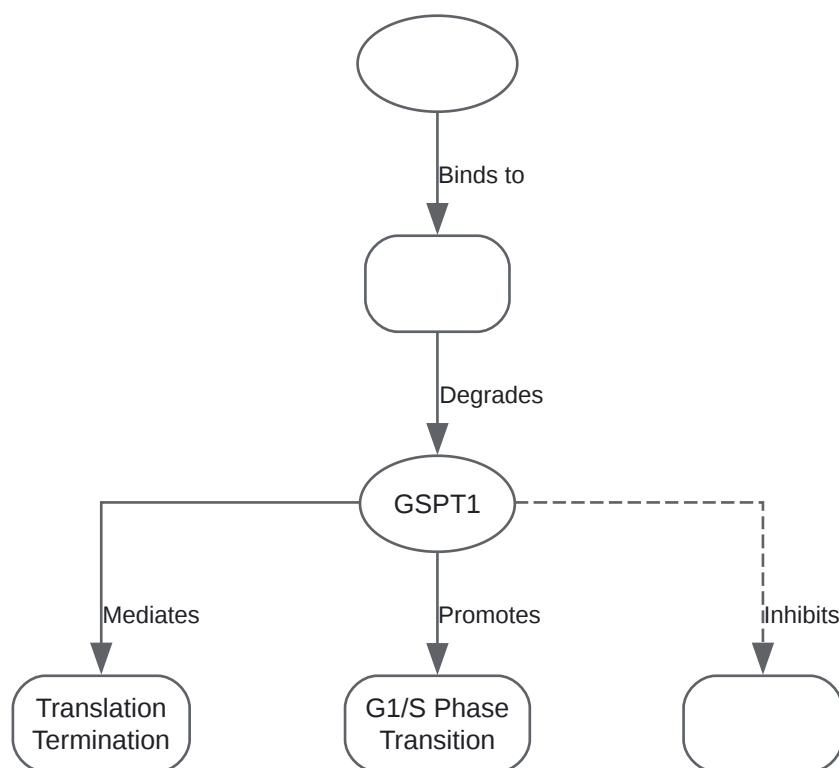 Binds to
Degrades
GSPT1
Mediates
Promotes
Inhibits
Translation
Termination
G1/S Phase
Transition